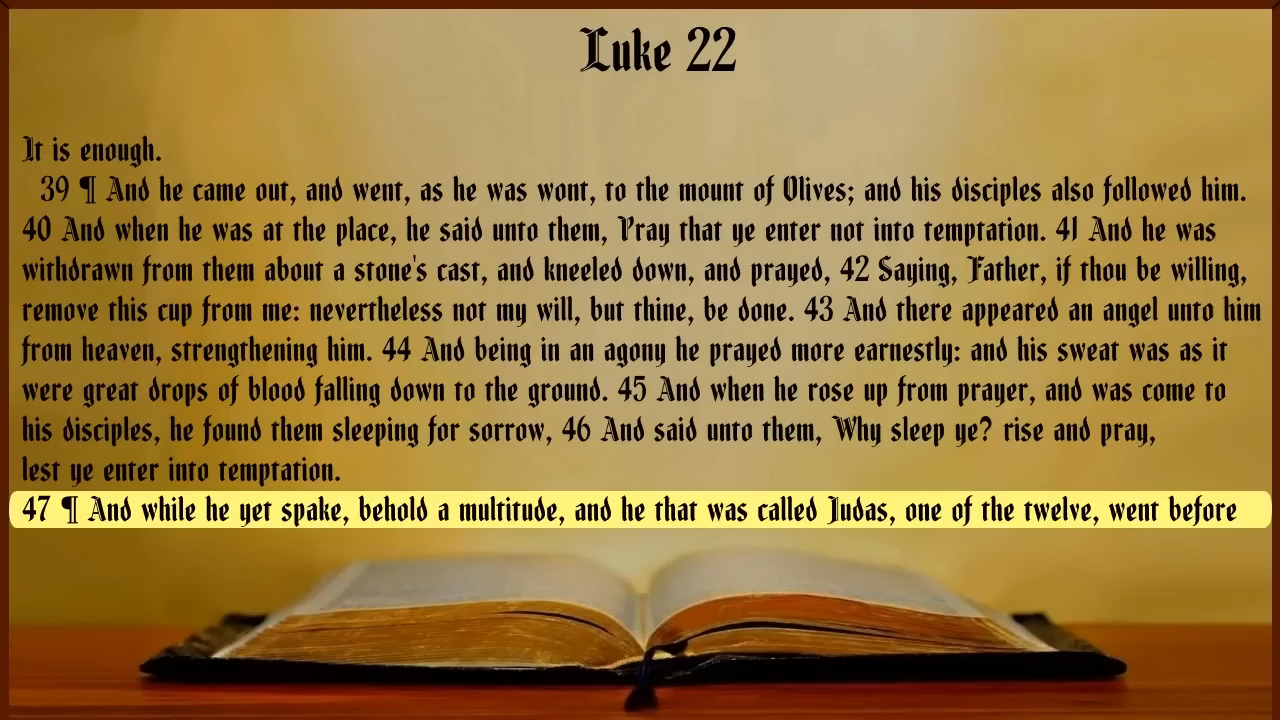 Luke 22
It is enough.
39 ¶ And he came out, and went, as he was wont, to the mount of Olives; and his disciples also followed him.
40 And when he was at the place, he said unto them, Pray that ye enter not into temptation. 41 And he was
withdrawn from them about a stone's cast, and kneeled down, and prayed, 42 Saying, Father, if thou be willing,
remove this cup from me: nevertheless not my will, but thine, be done. 43 And there appeared an angel unto him
from heaven, strengthening him. 44 And being in an agony he prayed more earnestly: and his sweat was as it
were great drops of blood falling down to the ground. 45 And when he rose up from prayer, and was come to
his disciples, he found them sleeping for sorrow, 46 And said unto them, Why sleep ye? rise and pray,
lest ye enter into temptation.
47 ¶ And while he yet spake, behold a multitude, and he that was called Judas, one of the twelve, went before